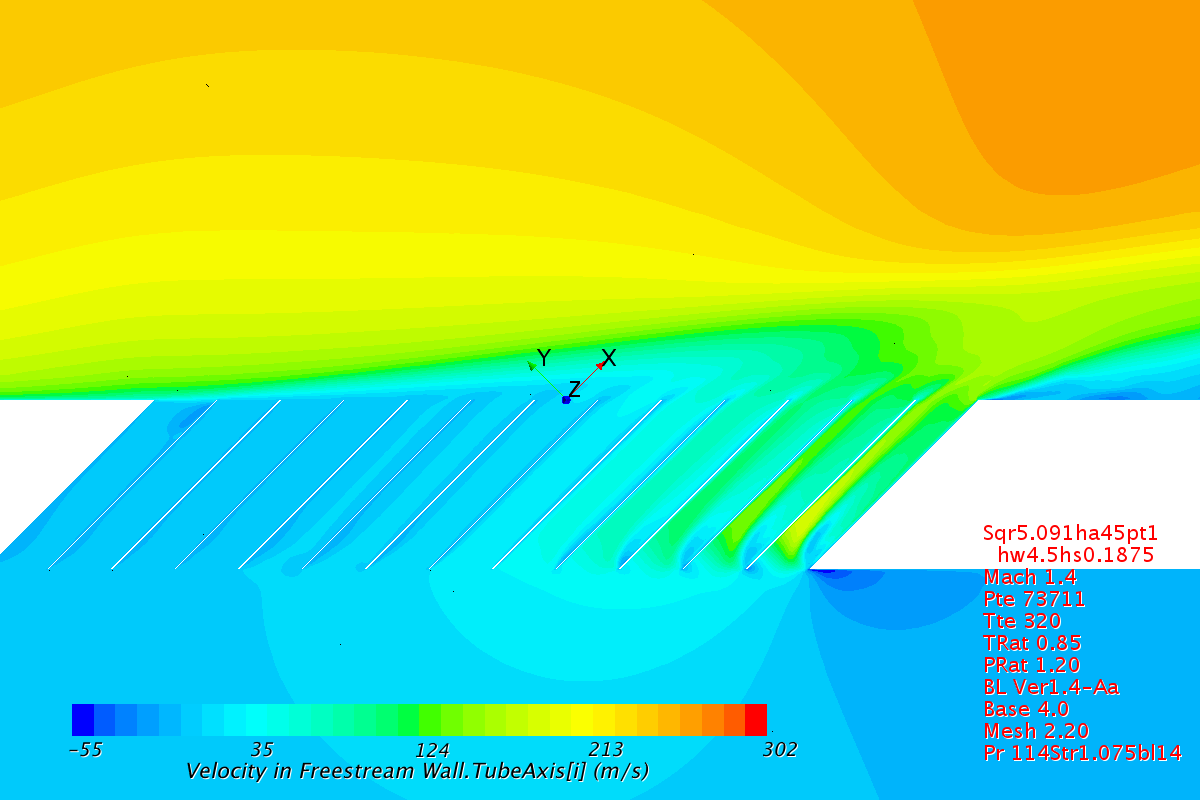 Y
X
Z
Sqr5.091ha45pt1
hw4.5hs0.1875
Mach 1.4
Pte 73711
Tte 320
TRat 0.85
PRat 1.20
BL Ver1.4-Aa
Base 4.0
Mesh 2.20
Pr 114Str1.075bl14
-55 35 124 213 302
Velocity in Freestream Wall.TubeAxis[i] (m/s)